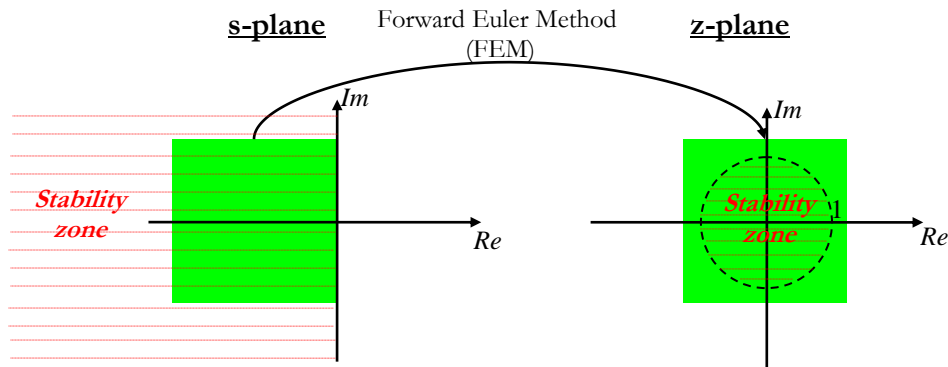 s-plane
Forward Euler Method
(FEM)
z-plane
Im
Im
Stability
zone
Stability
zone
1
Re
Re